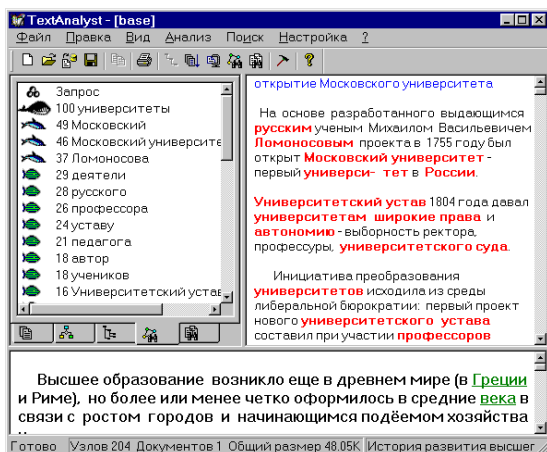 TextAnalyst - [base]
Файл Правка Вид Анализ Поиск Настройка ?
Запрос
100 университеты
49 Московский
46 Московский университе
37 Ломоносова
29 деятели
28 русского
26 профессора
24 уставу
21 педагога
18 автор
18 учеников
16 Университетский устав
открытие Московского университета
На основе разработанного выдающимся
русским ученым Михаилом Васильевичем
Ломоносовым проекта в 1755 году был
открыт Московский университет -
первый универси- тет в России.
Университетский устав 1804 года давал
университетам широкие права и
автономию - выборность ректора,
профессуры, университетского суда.
Инициатива преобразования
университетов исходила из среды
либеральной бюрократии: первый проект
нового университетского устава
составил при участии профессоров
Высшее образование возникло еще в древнем мире (в Греции
и Риме), но более или менее четко оформилось в средние века в
связи с ростом городов и начинающимся подёемом хозяйства
Готово Узлов 204 Документов 1 Общий размер 48.05K История развития высшег